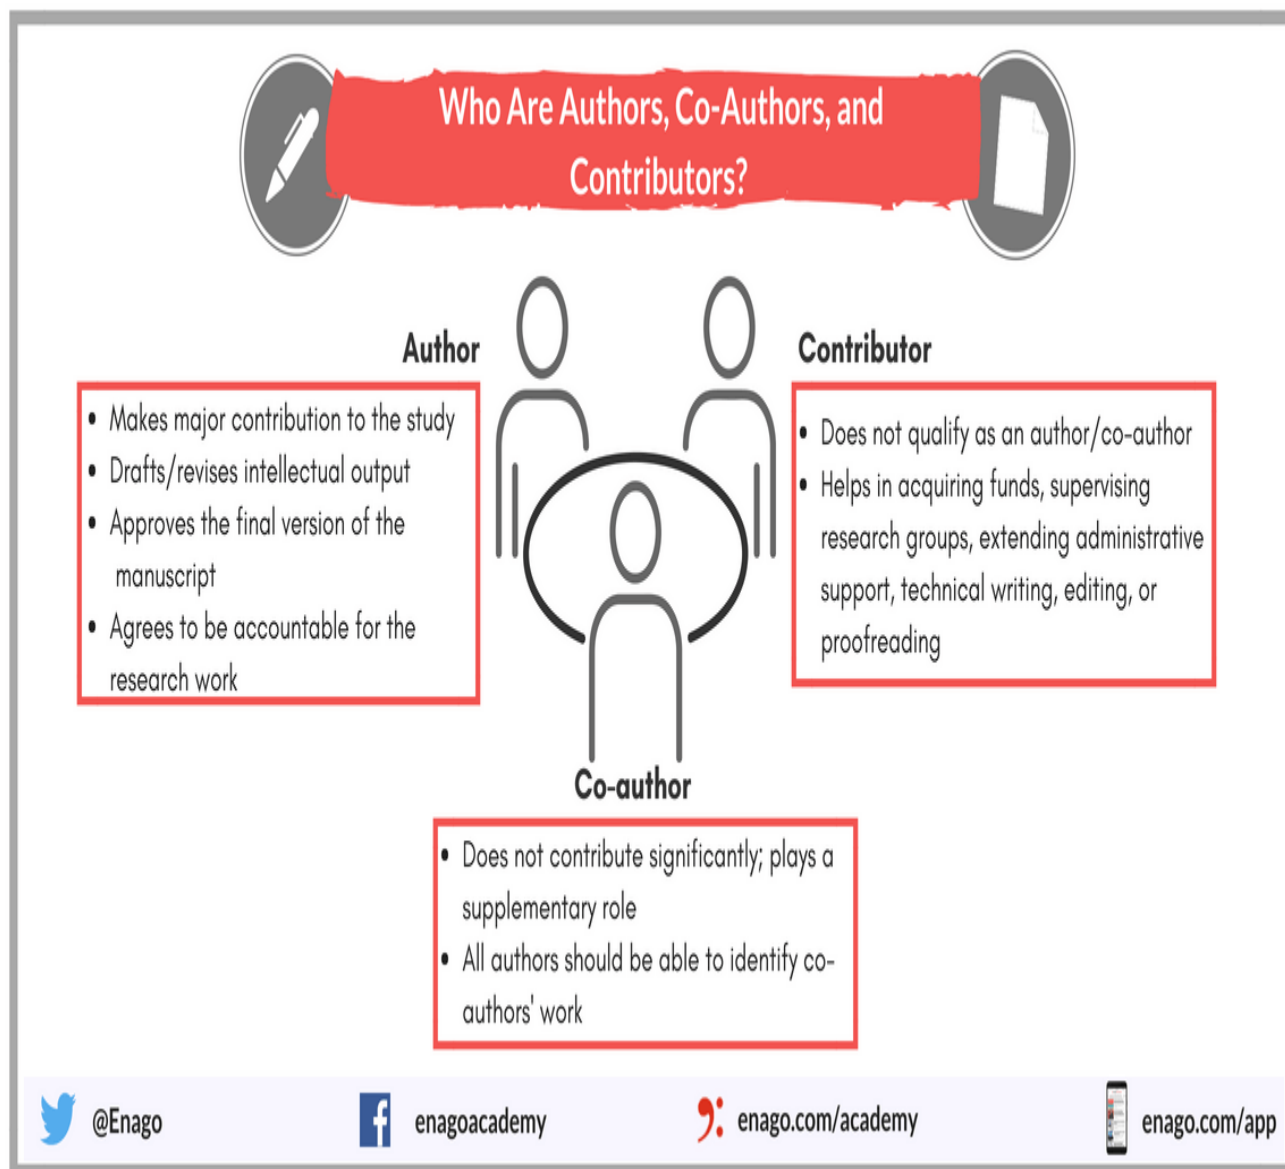 Who Are Authors, Co-Authors, and
Contributors?
Author
• Makes major contribution to the study
• Drafts/revises intellectual output
• Approves the final version of the
manuscript
• Agrees to be accountable for the
research work
Contributor
• Does not qualify as an author/co-author
• Helps in acquiring funds, supervising
research groups, extending administrative
support, technical writing, editing, or
proofreading
Co-author
• Does not contribute significantly; plays a
supplementary role
• All authors should be able to identify co-
authors' work
@Enago
enagoacademy
enago.com/academy
enago.com/app